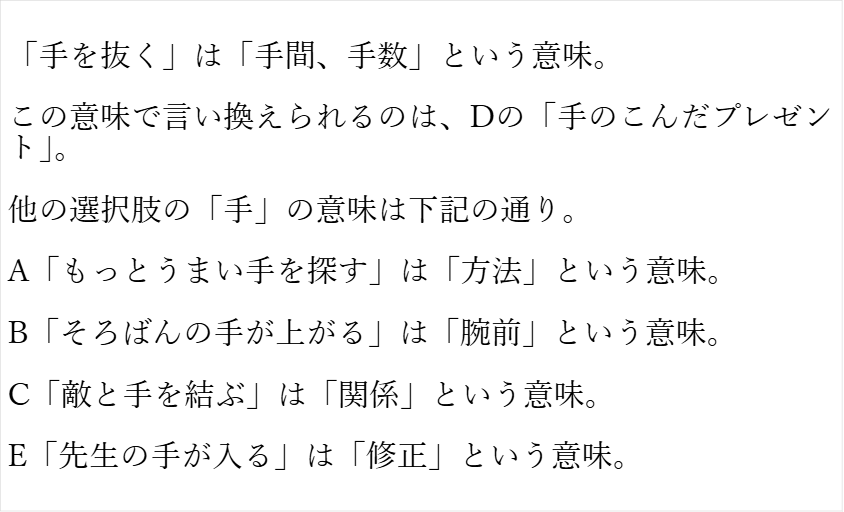 「手を抜く」は「手間、手数」という意味。
この意味で言い換えられるのは、Dの「手のこんだプレゼン
ト」。
他の選択肢の「手」の意味は下記の通り。
A「もっとうまい手を探す」は「方法」という意味。
B「そろばんの手が上がる」は「腕前」という意味。
C「敵と手を結ぶ」は「関係」という意味。
E「先生の手が入る」は「修正」という意味。